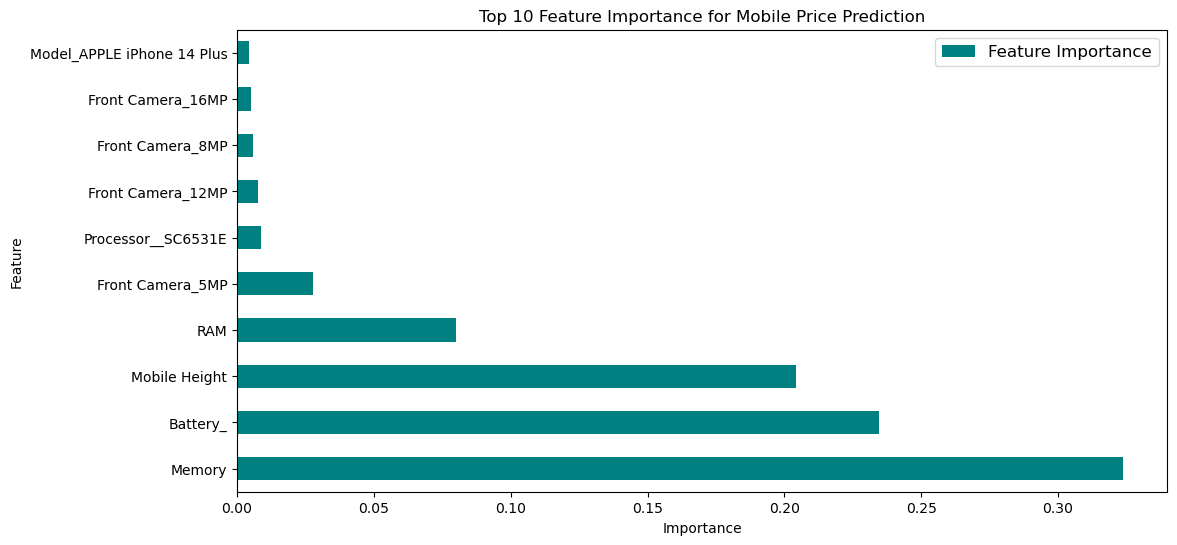 Top 10 Feature Importance for Mobile Price Prediction
Feature Importance
Model_APPLE iPhone 14 Plus
Front Camera_16MP
Front Camera_8MP
Front Camera_12MP
Processor__SC6531E
Front Camera_5MP
RAM
Mobile Height
Battery_
Memory
Feature
0.00 0.05 0.10 0.15 0.20 0.25 0.30
Importance